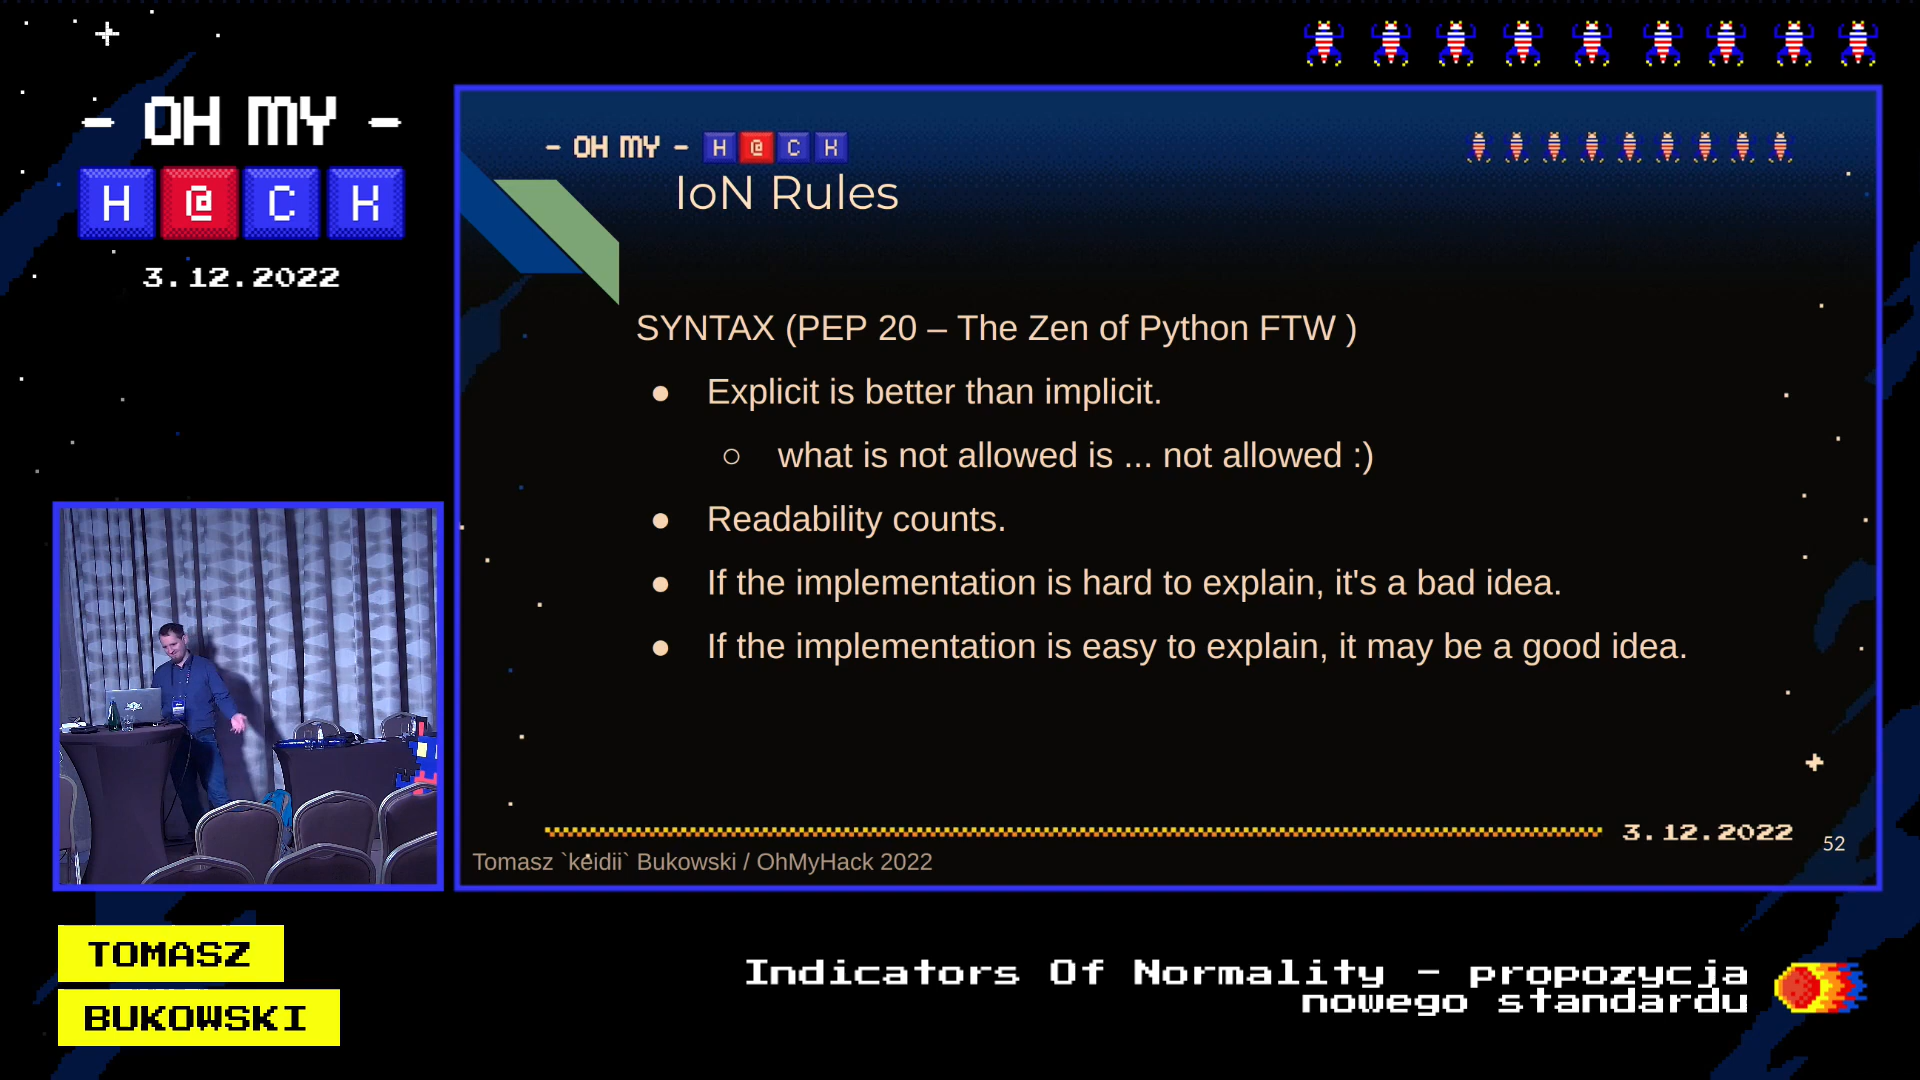 - OH MY -
H@CK
3.12.2022
- OH MY - H@CK
IoN Rules
SYNTAX (PEP 20 – The Zen of Python FTW )
● Explicit is better than implicit.
○ what is not allowed is ... not allowed :)
● Readability counts.
● If the implementation is hard to explain, it's a bad idea.
● If the implementation is easy to explain, it may be a good idea.
3.12.2022
52
Tomasz `keidii` Bukowski / OhMyHack 2022
TOMASZ
BUKOWSKI
Indicators Of Normality - propozycja
nowego standardu